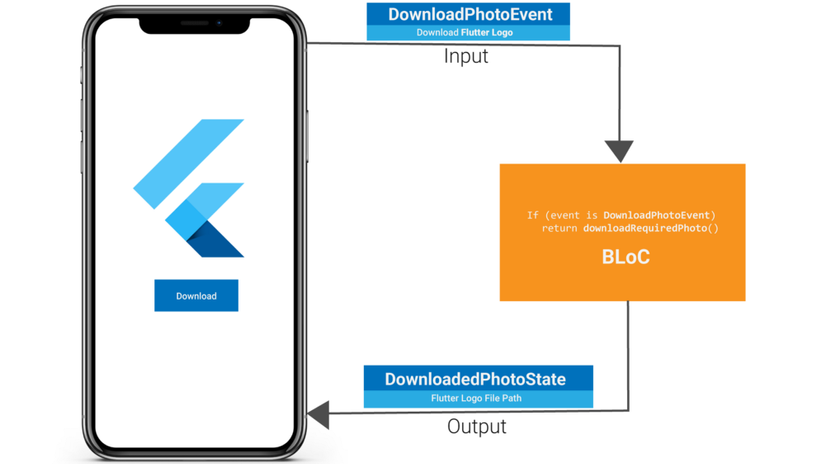 DownloadPhotoEvent
Download Flutter Logo
Input
If (event is DownloadPhotoEvent)
return downloadRequiredPhoto()
BLoC
Download
DownloadedPhotoState
Flutter Logo File Path
Output